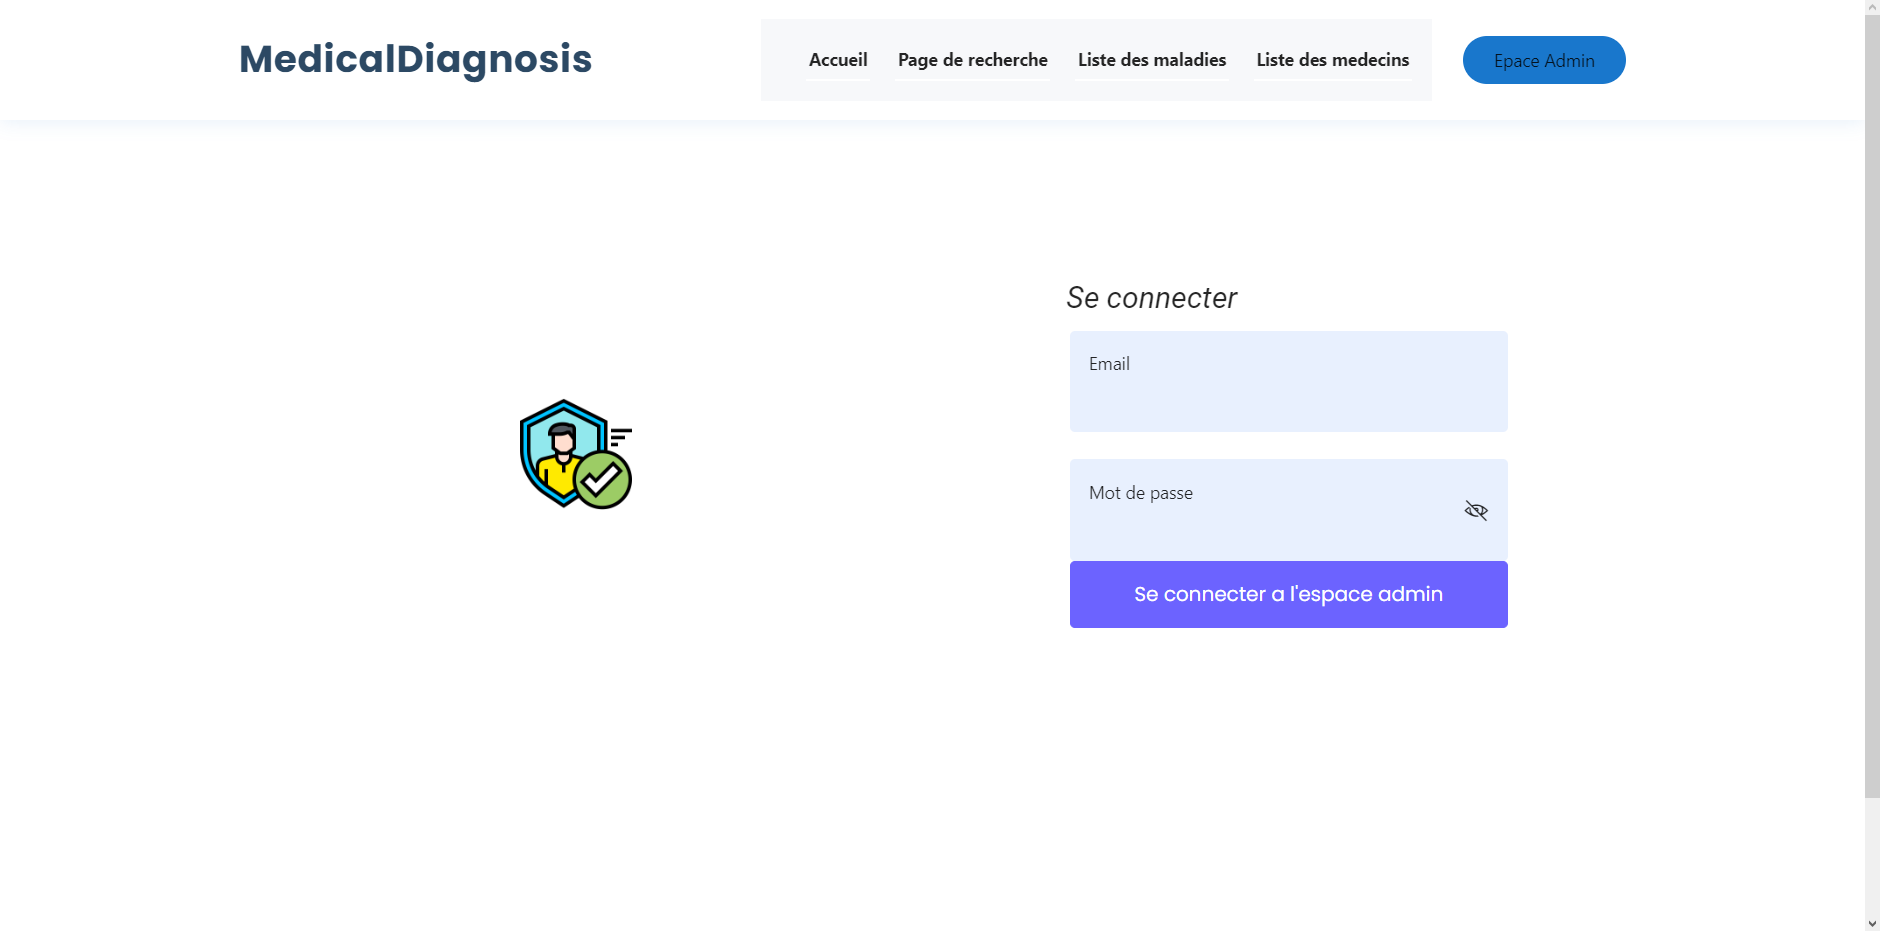 MedicalDiagnosis
Accueil Page de recherche Liste des maladies Liste des medecins Epace Admin
Se connecter
Email
Mot de passe
Se connecter a l'espace admin